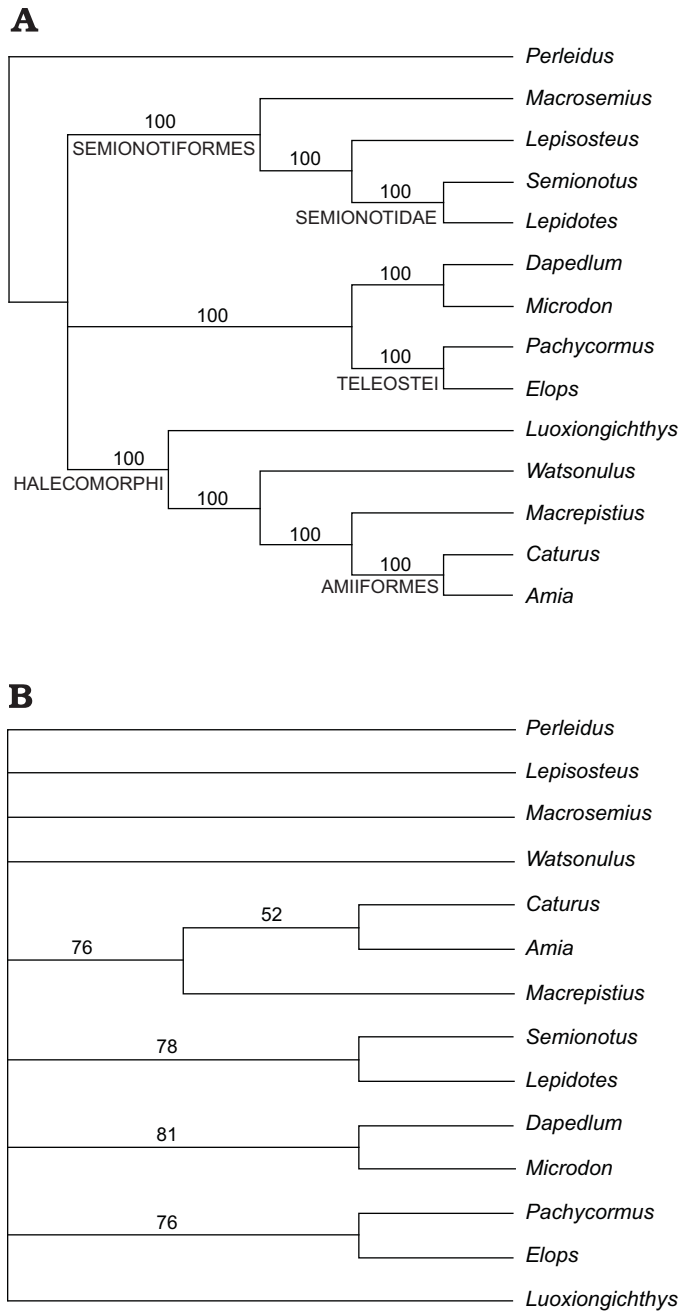 A
Perleidus
Macrosemius
100
SEMIONOTIFORMES
Lepisosteus
100
Semionotus
100
SEMIONOTIDAE
Lepidotes
Dapedlum
100
Microdon
100
Pachycormus
100
TELEOSTEI
Elops
Luoxiongichthys
100
HALECOMORPHI
Watsonulus
100
Macrepistius
100
Caturus
100
AMIIFORMES
Amia
B
Perleidus
Lepisosteus
Macrosemius
Watsonulus
Caturus
52
Amia
76
Macrepistius
Semionotus
78
Lepidotes
Dapedlum
81
Microdon
Pachycormus
76
Elops
Luoxiongichthys